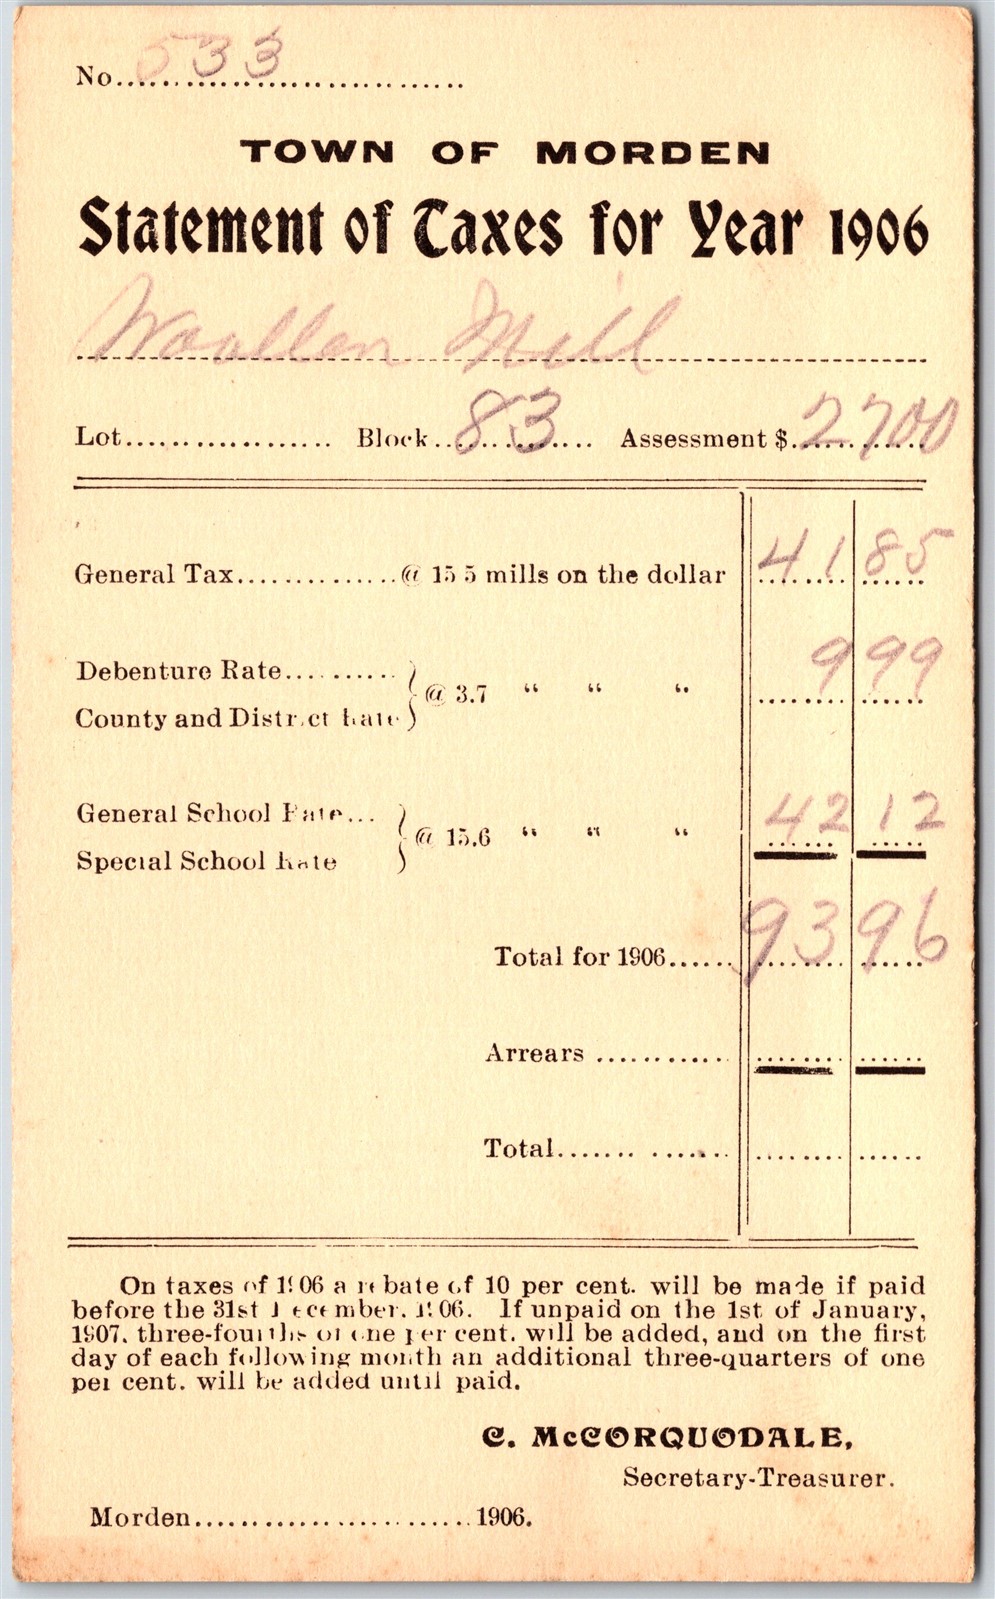 No. 533
TOWN OF MORDEN
Statement of Taxes for Year 1906
Woollen Mill
Lot.................. Block 83 Assessment $ 2700
General Tax..............@ 15 5 mills on the dollar 41 85
Debenture Rate..........
County and District Rate } @ 3.7 “ “ “ 9 99
General School Rate...
Special School Rate } @ 15.6 “ “ “ 42 12
Total for 1906...... 93 96
Arrears ............
Total..............
On taxes of 1906 a rebate of 10 per cent. will be made if paid
before the 31st December, 1906. If unpaid on the 1st of January,
1907, three-fourths of one per cent. will be added, and on the first
day of each following month an additional three-quarters of one
per cent. will be added until paid.
C. McCORQUODALE,
Secretary-Treasurer.
Morden........................1906.